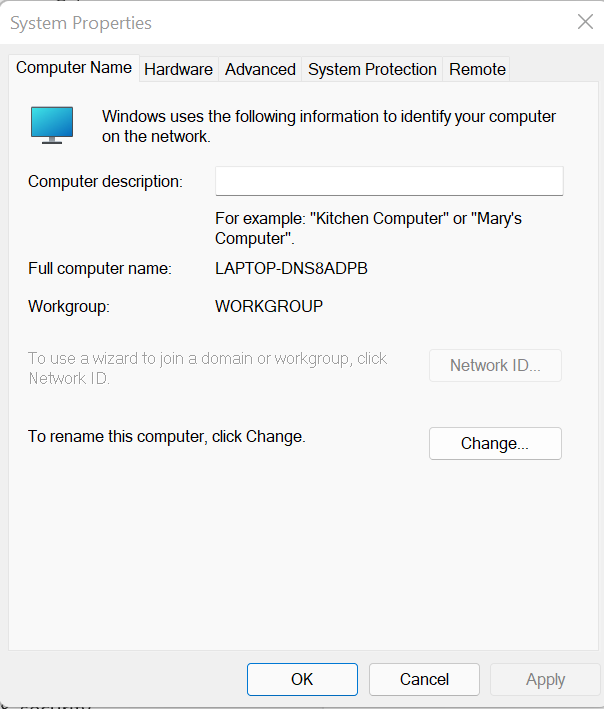 System Properties
Computer Name Hardware Advanced System Protection Remote
Windows uses the following information to identify your computer
on the network.
Computer description:
For example: "Kitchen Computer" or "Mary's
Computer".
Full computer name: LAPTOP-DNS8ADPB
Workgroup: WORKGROUP
To use a wizard to join a domain or workgroup, click
Network ID.
Network ID...
To rename this computer, click Change.
Change...
OK Cancel Apply